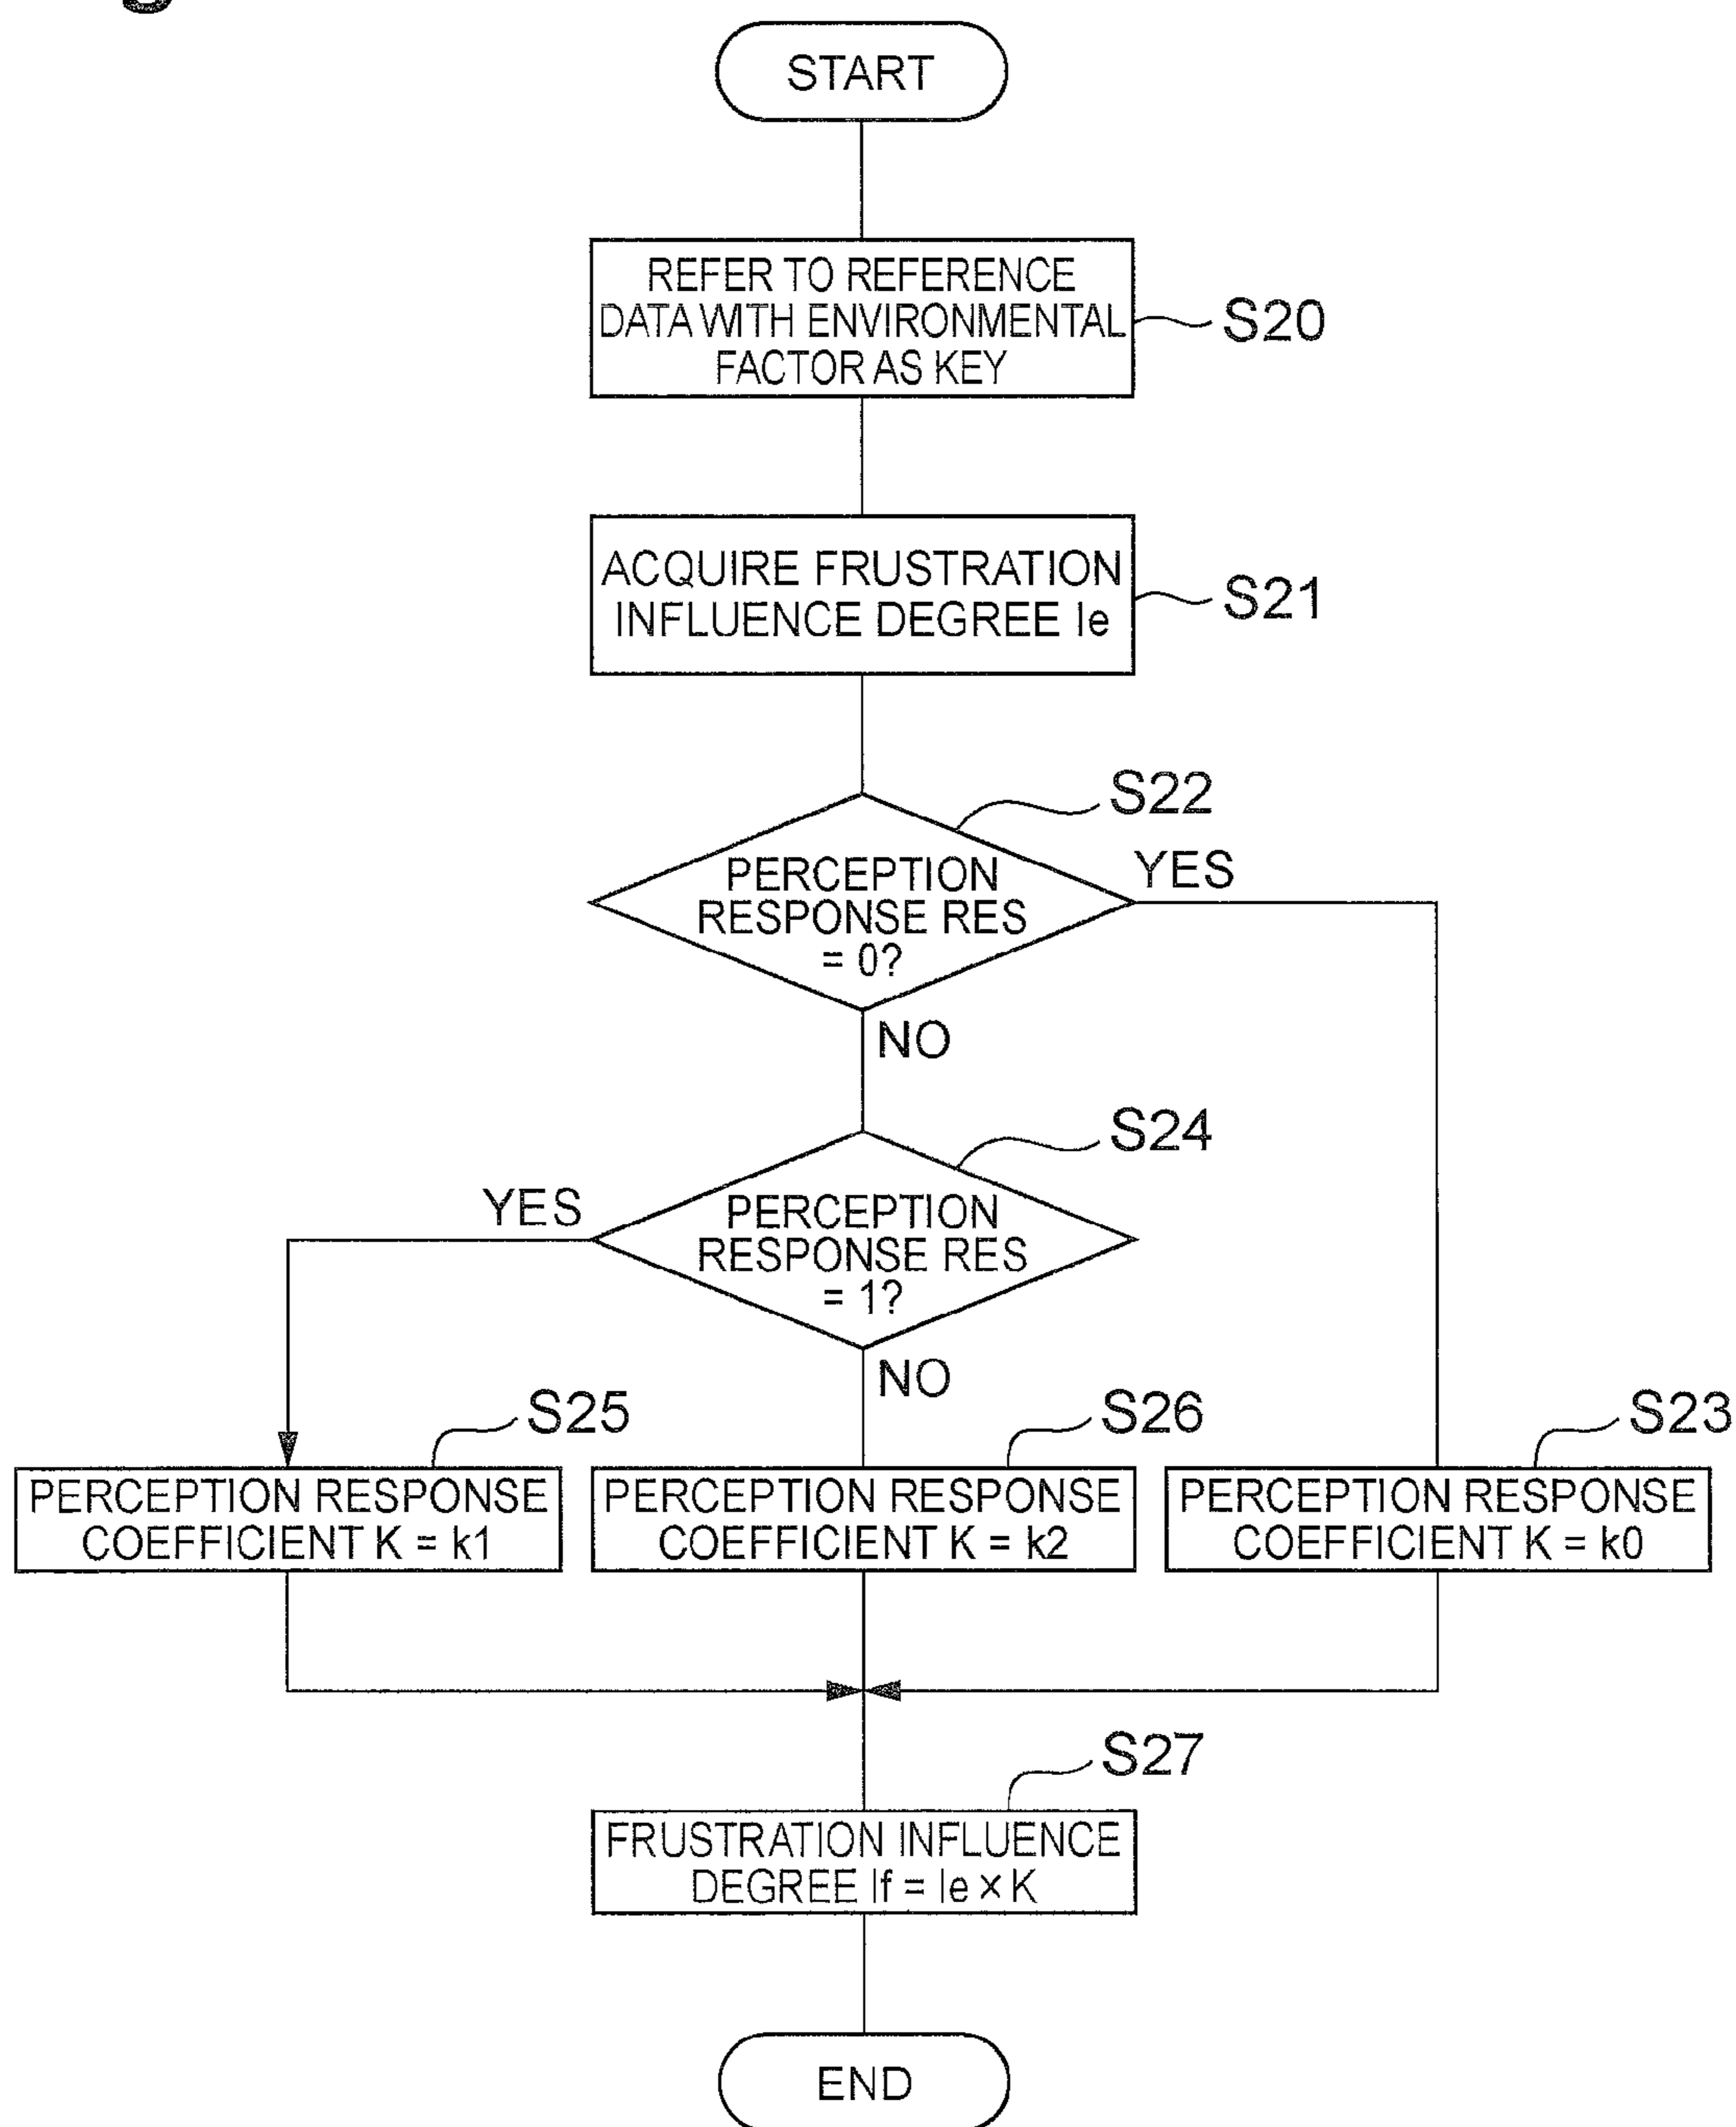 START
REFER TO REFERENCE
DATA WITH ENVIRONMENTAL
FACTOR AS KEY
S20
ACQUIRE FRUSTRATION
INFLUENCE DEGREE Ie
S21
S22
PERCEPTION
RESPONSE RES
= 0?
YES
NO
S24
YES
PERCEPTION
RESPONSE RES
= 1?
NO
S25
PERCEPTION RESPONSE
COEFFICIENT K = k1
S26
PERCEPTION RESPONSE
COEFFICIENT K = k2
S23
PERCEPTION RESPONSE
COEFFICIENT K = k0
S27
FRUSTRATION INFLUENCE
DEGREE If = Ie × K
END